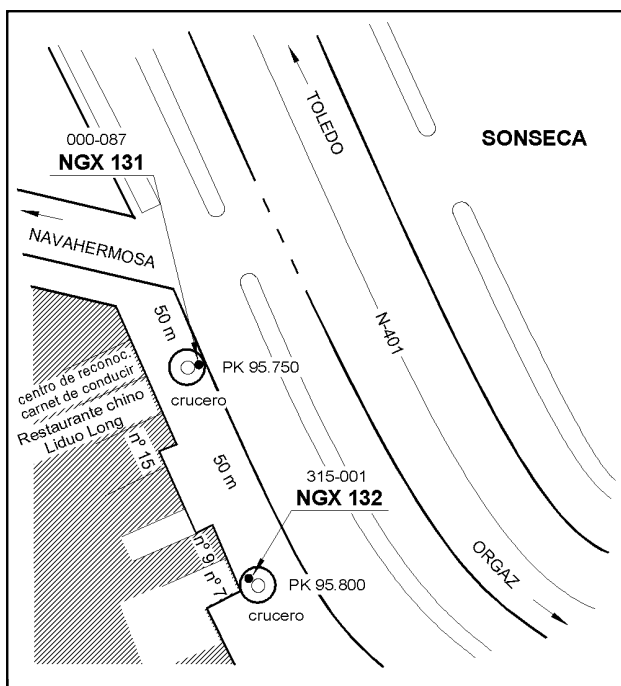 SONSECA
TOLEDO
000-087
NGX 131
NAVAHERMOSA
50 m
PK 95.750
crucero
N-401
centro de reconoc.
carnet de conducir
Restaurante chino
Liduo Long
nº 15
50 m
315-001
NGX 132
nº 9
nº 7
PK 95.800
crucero
ORGAZ